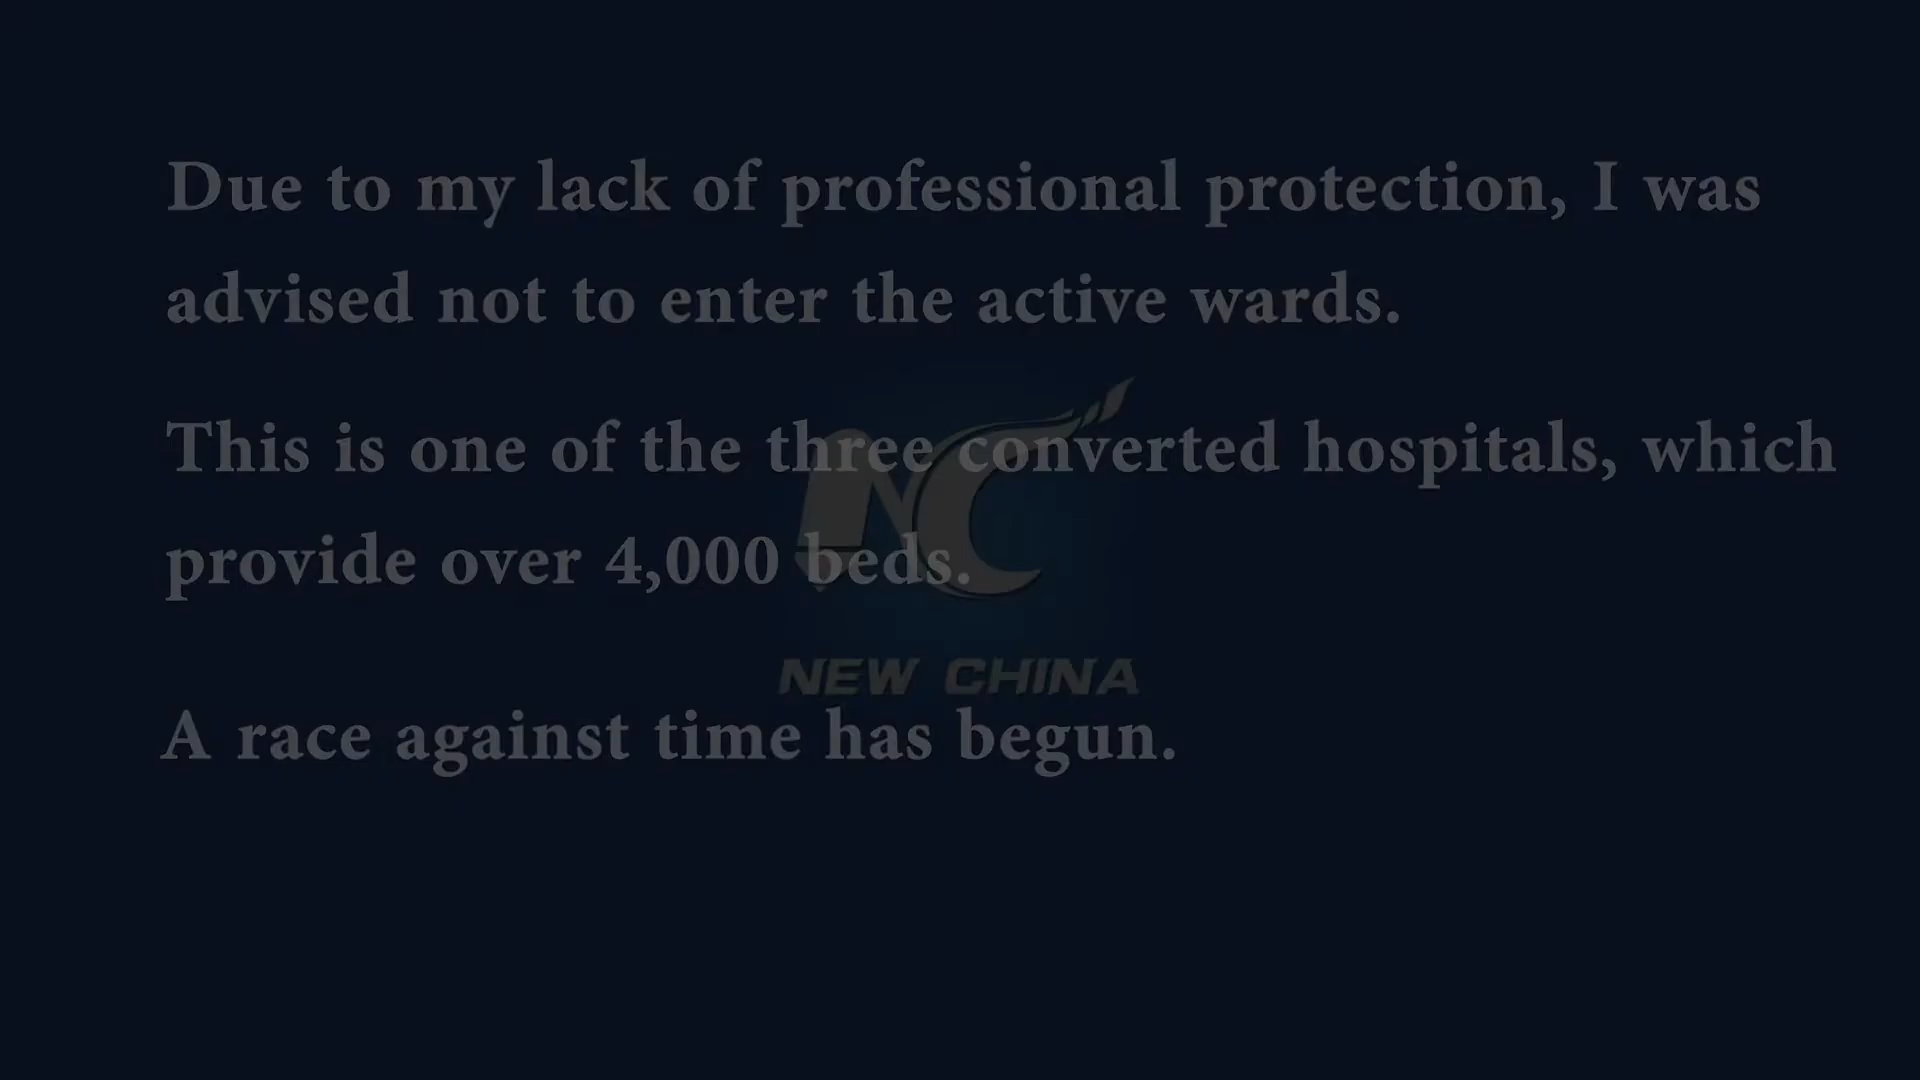 Due to my lack of professional protection, I was
advised not to enter the active wards.
This is one of the three converted hospitals, which
provide over 4,000 beds.
NC
NEW CHINA
A race against time has begun.